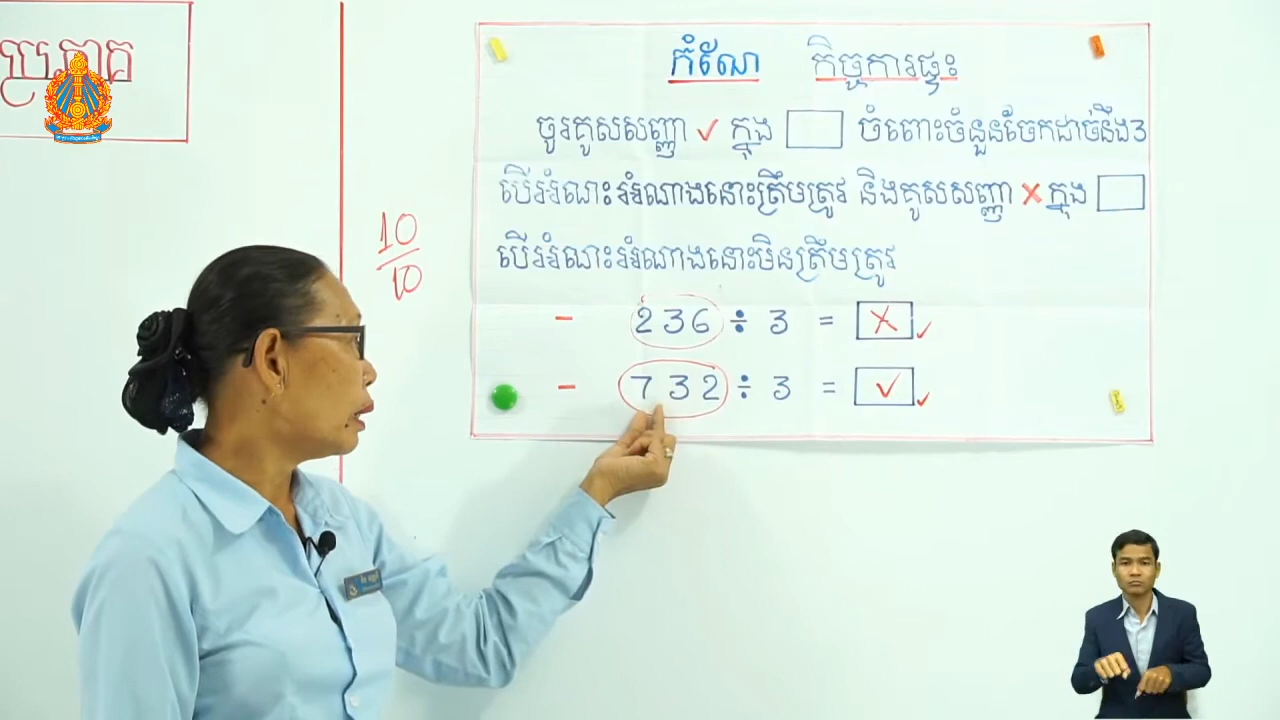 ប្រភាគ
10
10
កំណែ កិច្ចការផ្ទះ
ចូរគូសសញ្ញា ✓ ក្នុង □ ចំពោះចំនួនចែកដាច់នឹង3
បើអំណះអំណាងនោះត្រឹមត្រូវ និងគូសសញ្ញា × ក្នុង □
បើអំណះអំណាងនោះមិនត្រឹមត្រូវ
- 236 ÷ 3 = × ✓
- 732 ÷ 3 = ✓ ✓